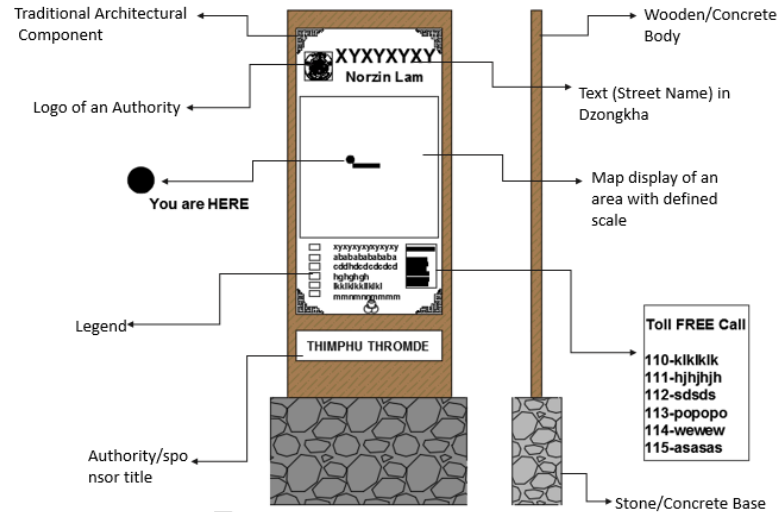 Traditional Architectural
Component
Logo of an Authority
You are HERE
Legend
Authority/spo
nsor title
XYXYXYXY
Norzin Lam
xyxyxyxyxyxyxy
abababababab
cddhdcdcdcdcd
hghghgh
lkklklkkllklkl
mmnmnmnmmm
THIMPHU THROMDE
Wooden/Concrete
Body
Text (Street Name) in
Dzongkha
Map display of an
area with defined
scale
Toll FREE Call
110-klklklk
111-hjhjhjh
112-sdsds
113-popopo
114-wewew
115-asasas
Stone/Concrete Base